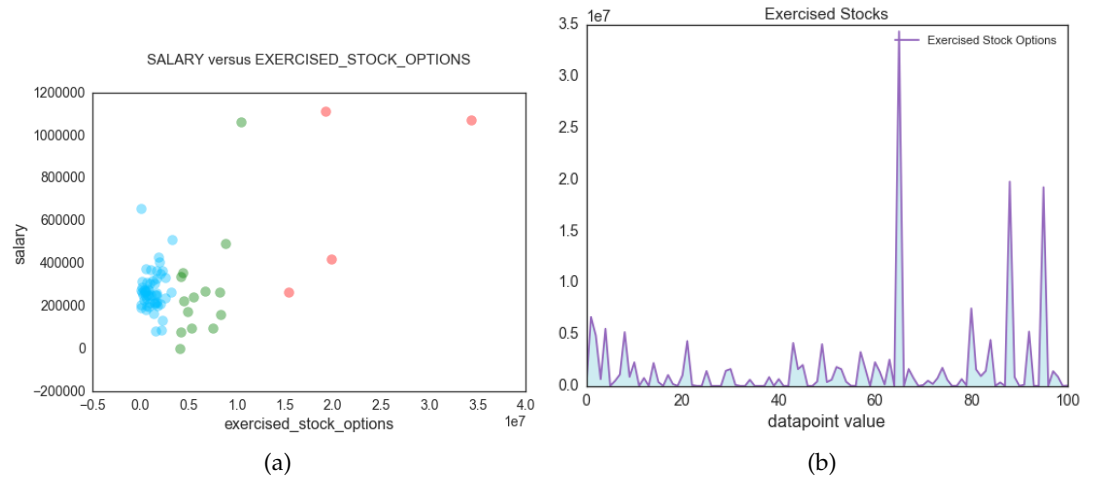 SALARY versus EXERCISED_STOCK_OPTIONS
1200000
1000000
800000
600000
400000
200000
0
−200000
salary
−0.5 0.0 0.5 1.0 1.5 2.0 2.5 3.0 3.5 4.0
1e7
exercised_stock_options
(a)
1e7
Exercised Stocks
Exercised Stock Options
3.5
3.0
2.5
2.0
1.5
1.0
0.5
0.0
0 20 40 60 80 100
datapoint value
(b)